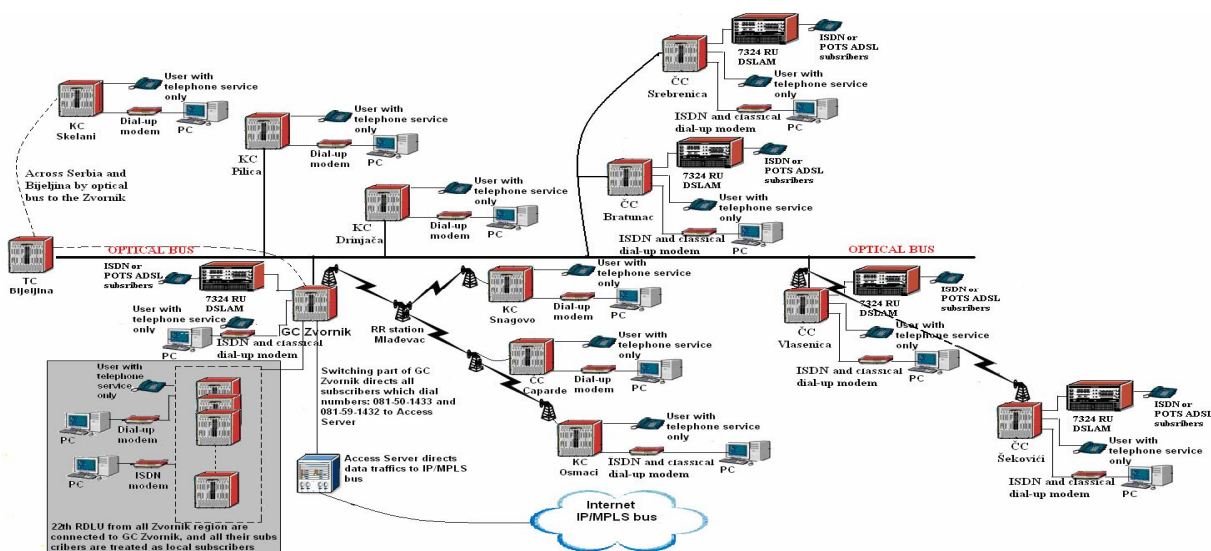 ISDN or
POTS ADSL
subsribers
7324 RU
DSLAM
User with
telephone service
only
ČC
Srebrenica
ISDN and classical
dial-up modem
PC
User with
telephone service
only
KC
Skelani
Dial-up
modem
PC
User with
telephone service
only
KC
Pilica
Dial-up
modem
PC
ISDN or
POTS ADSL
subsribers
7324 RU
DSLAM
User with
telephone service
only
ČC
Bratunac
ISDN and classical
dial-up modem
PC
Across Serbia and
Bijeljina by optical
bus to the Zvornik
User with
telephone service
only
KC
Drinjača
Dial-up
modem
PC
TC
Bijeljina
OPTICAL BUS
OPTICAL BUS
ISDN or
POTS ADSL
subsribers
7324 RU
DSLAM
User with
telephone service
only
GC Zvornik
ISDN and classical
dial-up modem
PC
RR station
Mlađevac
User with
telephone service
only
KC
Snagovo
Dial-up
modem
PC
ISDN or
POTS ADSL
subsribers
7324 RU
DSLAM
User with
telephone service
only
ČC
Vlasenica
ISDN and classical
dial-up modem
PC
User with
telephone service
only
ČC
Caparde
Dial-up
modem
PC
Switching part of GC
Zvornik directs all
subscribers which dial
numbers: 081-50-1433 and
081-59-1432 to Access
Server
User with
telephone service
only
PC
Dial-up
modem
PC
ISDN
modem
22th RDLU from all Zvornik region are
connected to GC Zvornik, and all their subs
cribers are treated as local subscribers
Access Server directs
data traffics to IP/MPLS
bus
User with
telephone service
only
KC
Osmaci
ISDN and classical
dial-up modem
PC
ISDN or
POTS ADSL
subsribers
7324 RU
DSLAM
User with
telephone service
only
ČC
Šekovići
ISDN and classical
dial-up modem
PC
Internet
IP/MPLS bus